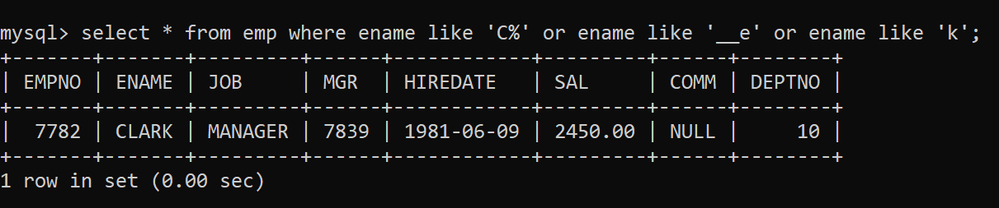 mysql> select * from emp where ename like 'C%' or ename like '__e' or ename like 'k';
+-------+-------+---------+------+------------+---------+------+--------+
| EMPNO | ENAME | JOB     | MGR  | HIREDATE   | SAL     | COMM | DEPTNO |
+-------+-------+---------+------+------------+---------+------+--------+
|  7782 | CLARK | MANAGER | 7839 | 1981-06-09 | 2450.00 | NULL |     10 |
+-------+-------+---------+------+------------+---------+------+--------+
1 row in set (0.00 sec)